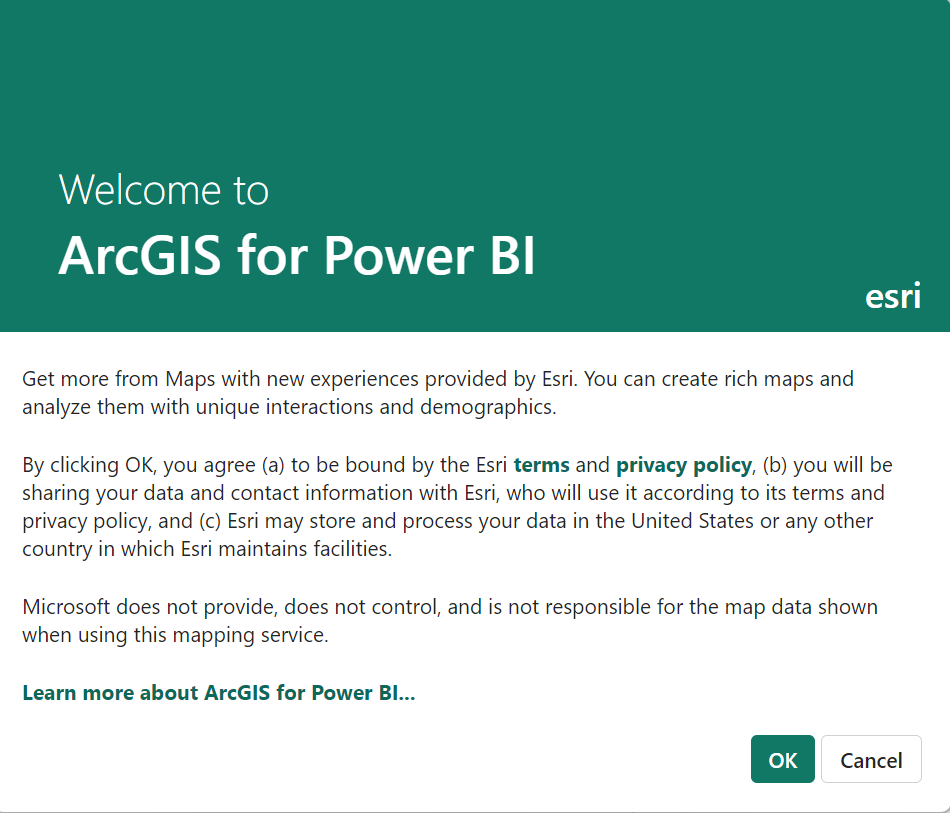 Welcome to
ArcGIS for Power BI
esri
Get more from Maps with new experiences provided by Esri. You can create rich maps and
analyze them with unique interactions and demographics.
By clicking OK, you agree (a) to be bound by the Esri terms and privacy policy, (b) you will be
sharing your data and contact information with Esri, who will use it according to its terms and
privacy policy, and (c) Esri may store and process your data in the United States or any other
country in which Esri maintains facilities.
Microsoft does not provide, does not control, and is not responsible for the map data shown
when using this mapping service.
Learn more about ArcGIS for Power BI...
OK Cancel